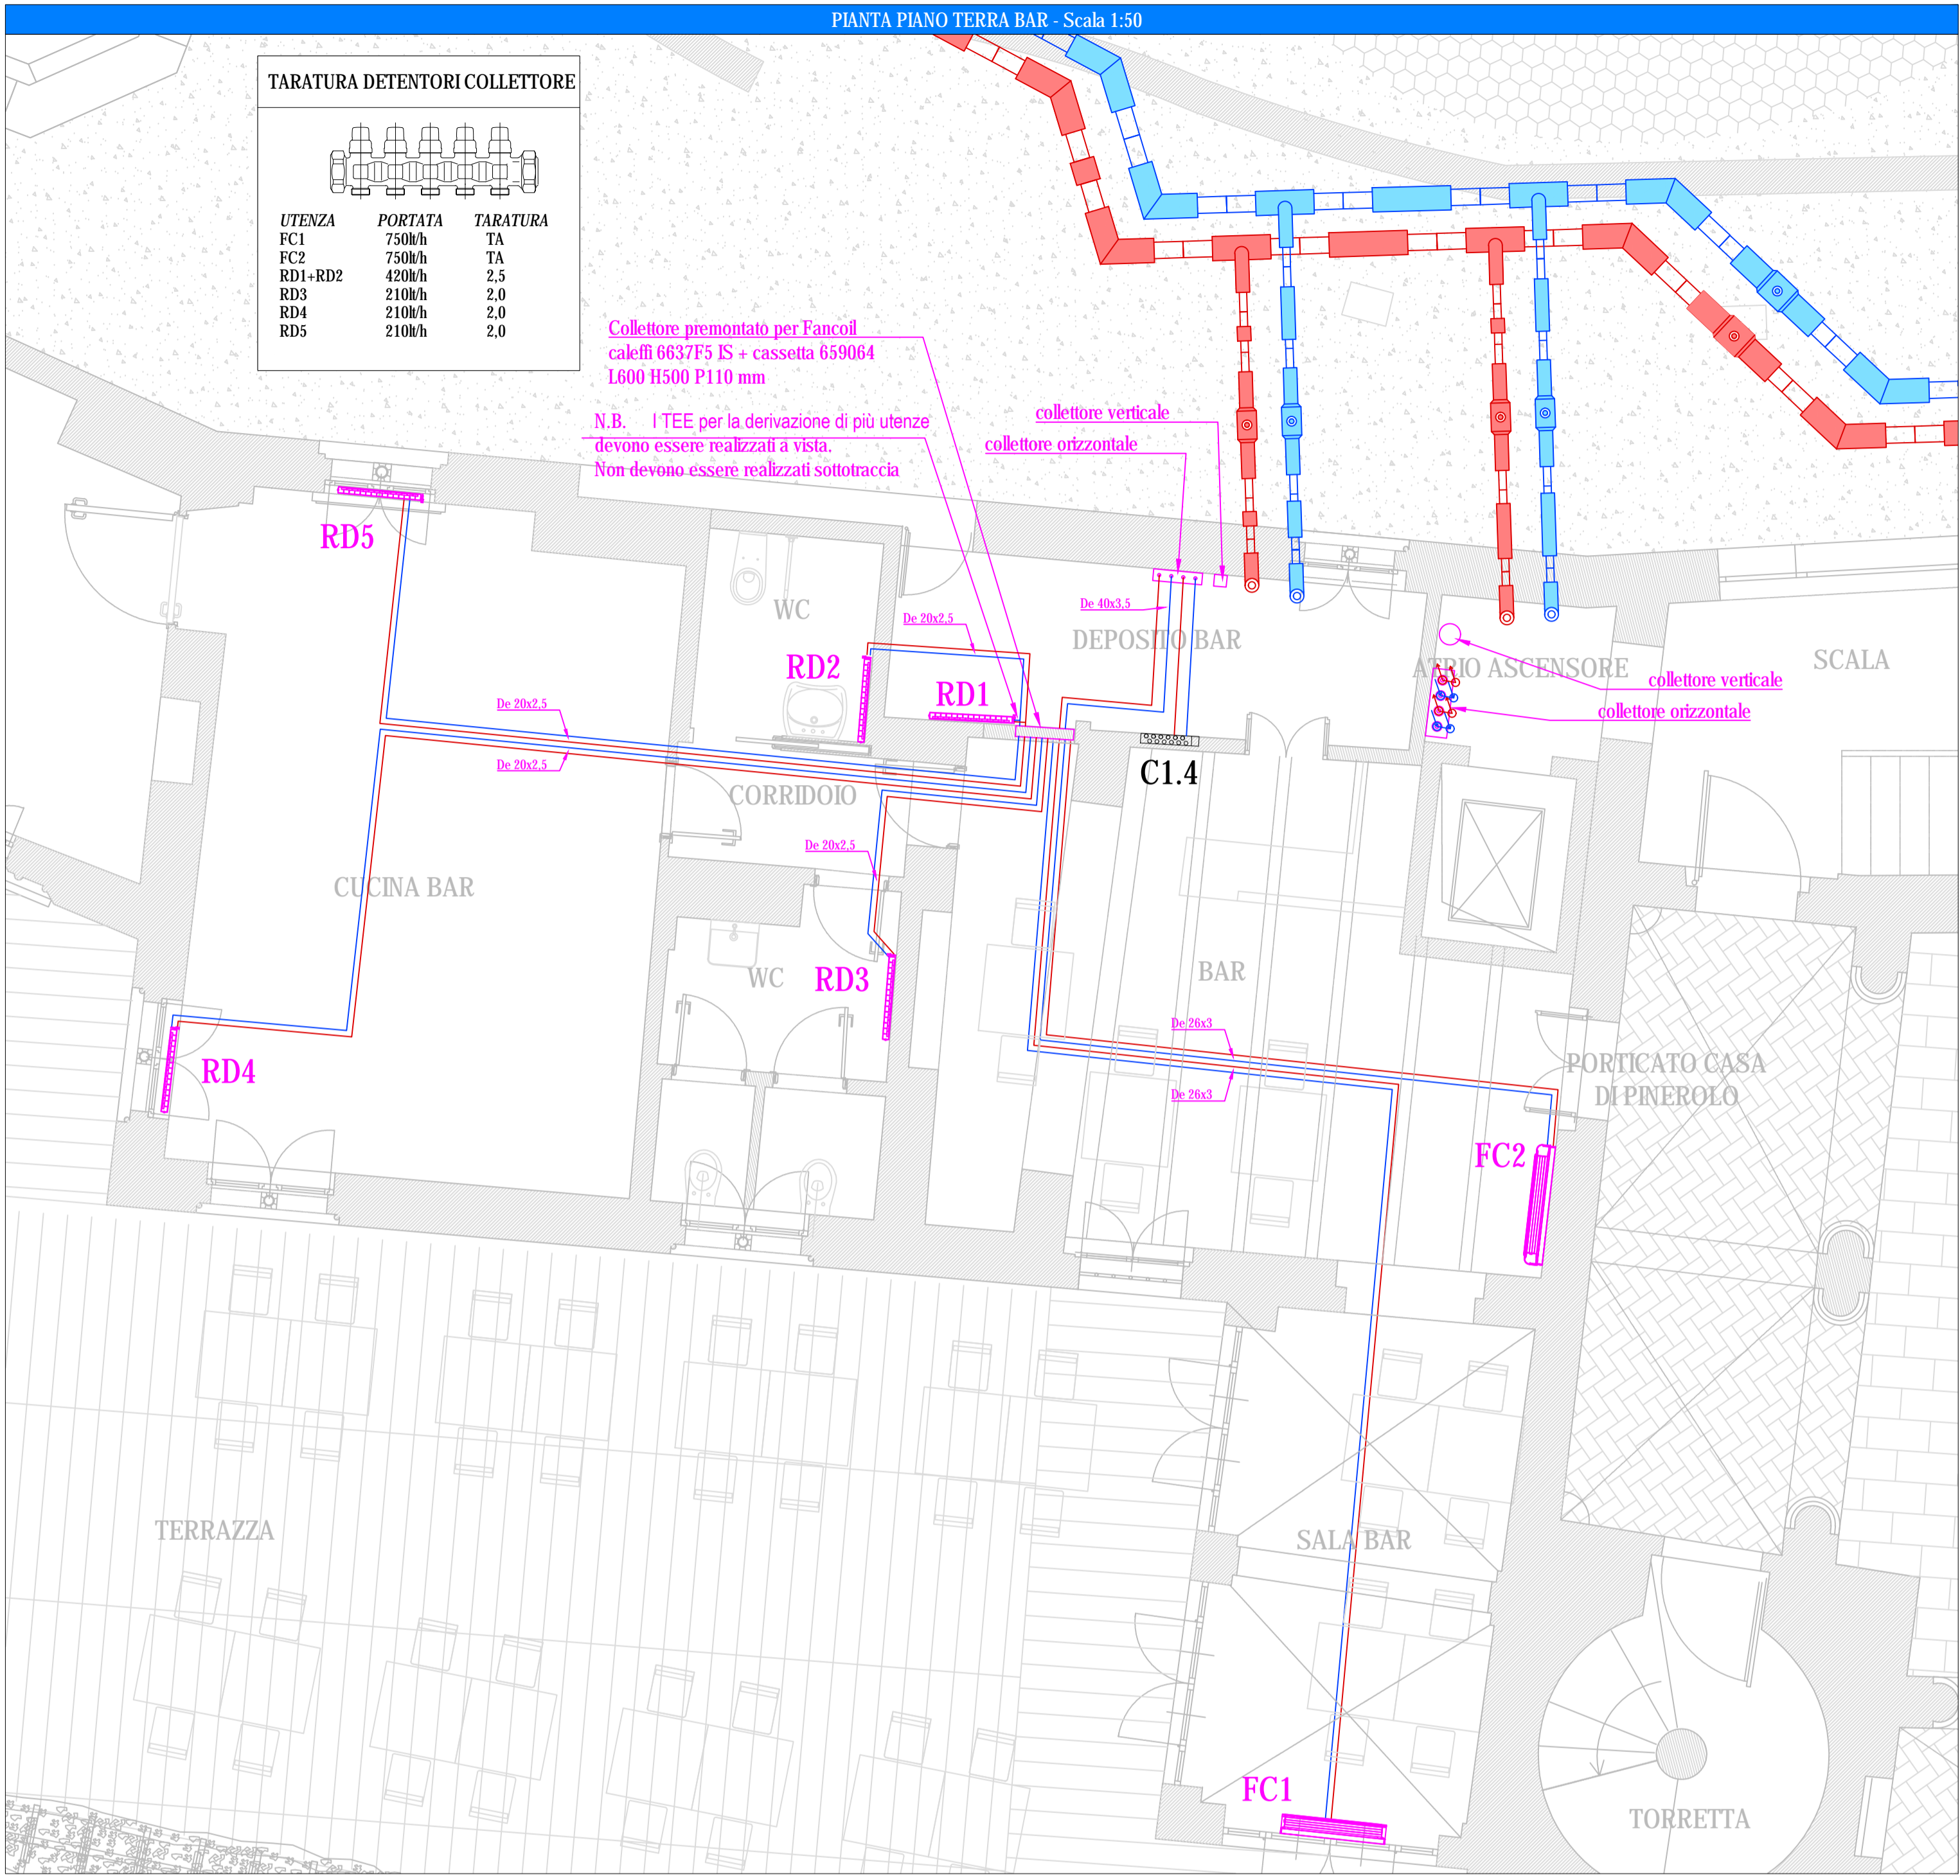 PIANTA PIANO TERRA BAR - Scala 1:50
TARATURA DETENTORI COLLETTORE
UTENZA PORTATA TARATURA
FC1 750lt/h TA
FC2 750lt/h TA
RD1+RD2 420lt/h 2,5
RD3 210lt/h 2,0
RD4 210lt/h 2,0
RD5 210lt/h 2,0
Collettore premontato per Fancoil
caleffi 6637F5 IS + cassetta 659064
L600 H500 P110 mm
N.B. I TEE per la derivazione di più utenze
devono essere realizzati a vista.
Non devono essere realizzati sottotraccia
collettore verticale
collettore orizzontale
RD5
WC
De 20x2,5
De 40x3,5
DEPOSITO BAR
RD2
RD1
ATRIO ASCENSORE
SCALA
collettore verticale
collettore orizzontale
De 20x2,5
De 20x2,5
C1.4
CORRIDOIO
De 20x2,5
CUCINA BAR
WC
RD3
BAR
De 26x3
De 26x3
RD4
PORTICATO CASA
DI PINEROLO
FC2
TERRAZZA
SALA BAR
FC1
TORRETTA